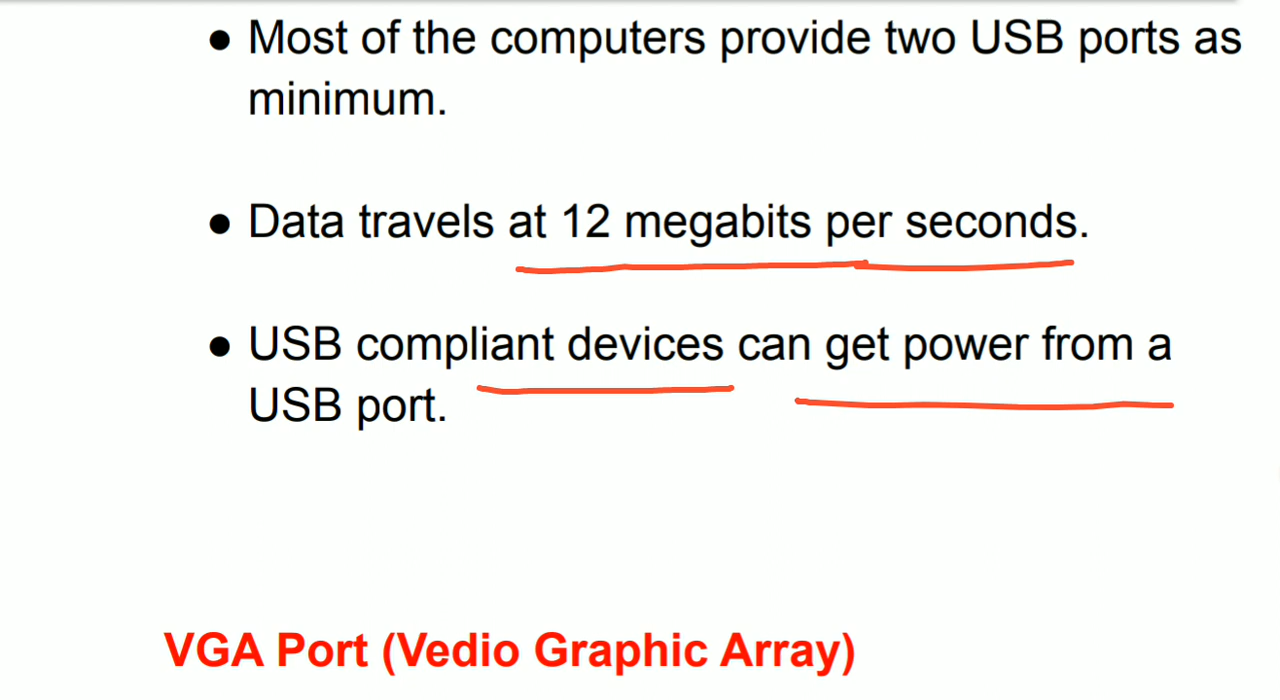 ● Most of the computers provide two USB ports as
minimum.
● Data travels at 12 megabits per seconds.
● USB compliant devices can get power from a
USB port.
VGA Port (Vedio Graphic Array)